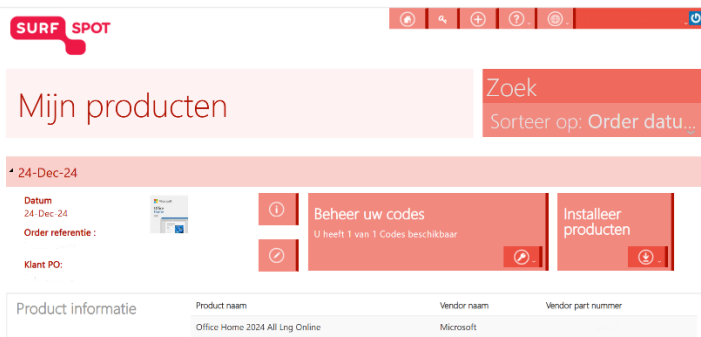 SURF SPOT
Mijn producten
Zoek
Sorteer op: Order datu...
24-Dec-24
Datum
24-Dec-24
Order referentie :
Klant PO:
Microsoft
Office
Beheer uw codes
U heeft 1 van 1 Codes beschikbaar
Installeer
producten
Product informatie
Product naam Vendor naam Vendor part nummer
Office Home 2024 All Lng Online Microsoft